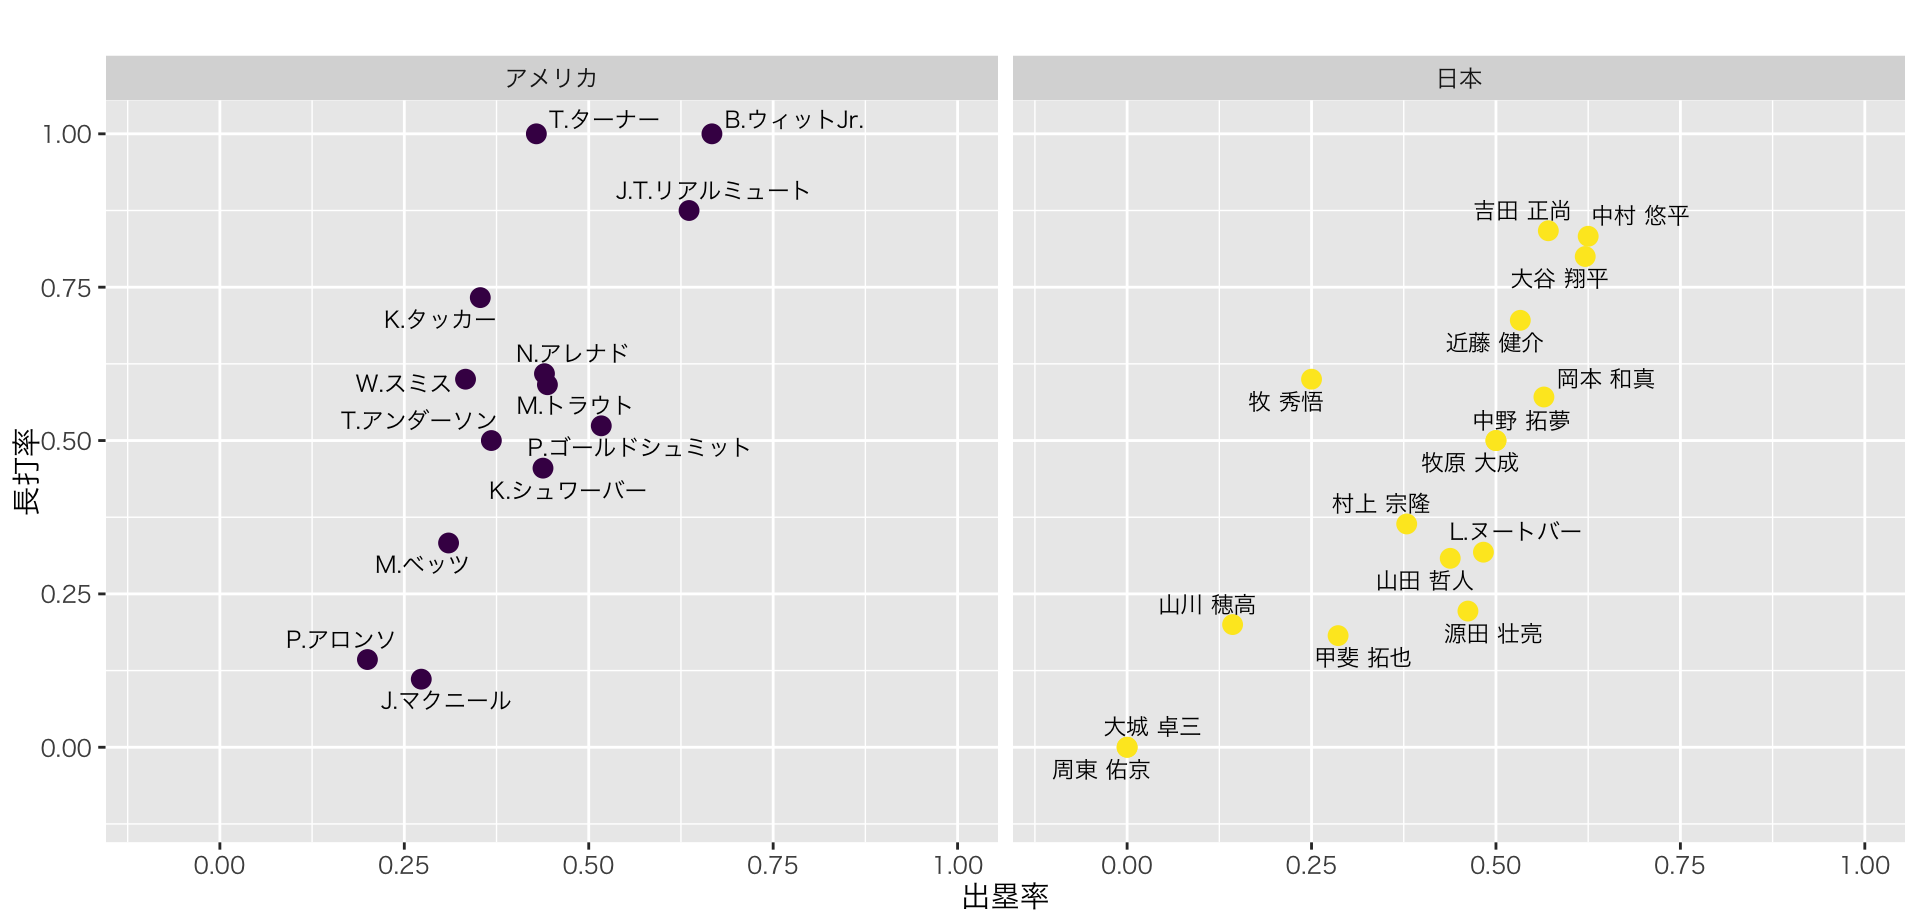 アメリカ
日本
長打率
1.00
0.75
0.50
0.25
0.00
T.ターナー
B.ウィットJr.
J.T.リアルミュート
K.タッカー
N.アレナド
W.スミス
M.トラウト
T.アンダーソン
P.ゴールドシュミット
K.シュワーバー
M.ベッツ
P.アロンソ
J.マクニール
吉田 正尚
中村 悠平
大谷 翔平
近藤 健介
岡本 和真
牧 秀悟
中野 拓夢
牧原 大成
村上 宗隆
L.ヌートバー
山田 哲人
山川 穂高
源田 壮亮
甲斐 拓也
大城 卓三
周東 佑京
0.00 0.25 0.50 0.75 1.00
0.00 0.25 0.50 0.75 1.00
出塁率